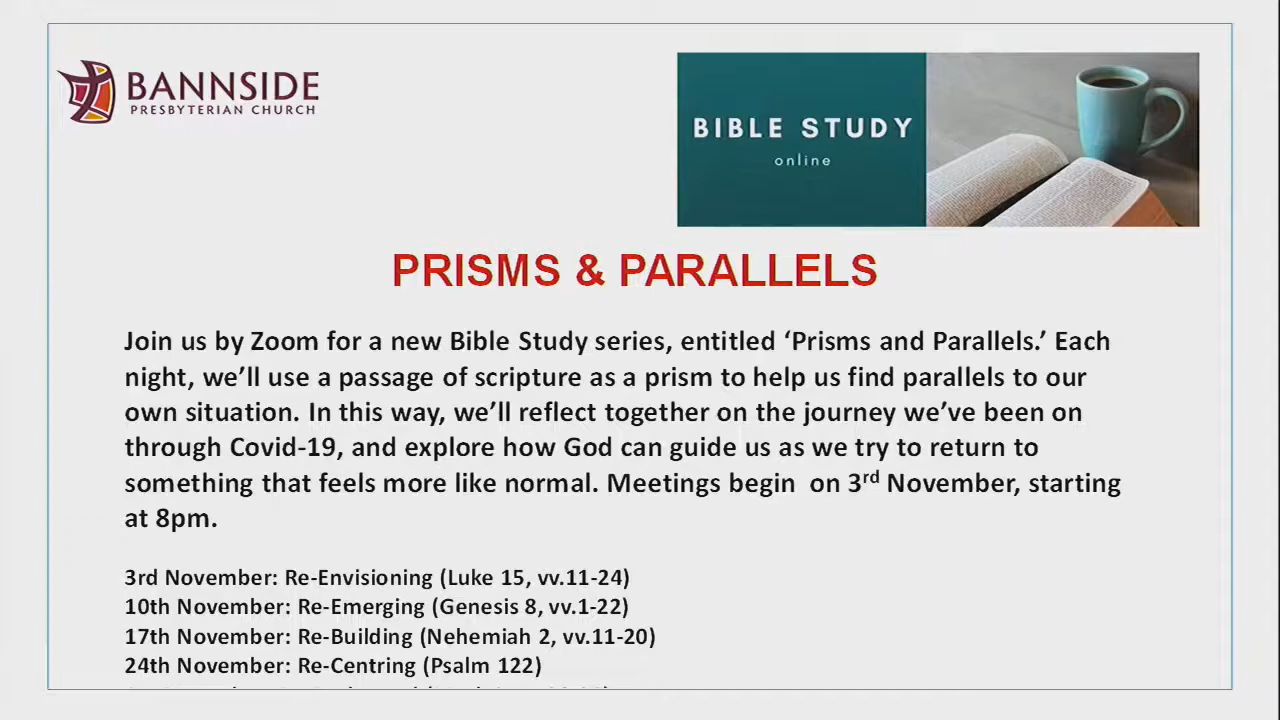 BANNSIDE
PRESBYTERIAN CHURCH
BIBLE STUDY
online
PRISMS & PARALLELS
Join us by Zoom for a new Bible Study series, entitled ‘Prisms and Parallels.’ Each
night, we’ll use a passage of scripture as a prism to help us find parallels to our
own situation. In this way, we’ll reflect together on the journey we’ve been on
through Covid-19, and explore how God can guide us as we try to return to
something that feels more like normal. Meetings begin  on 3rd November, starting
at 8pm.
3rd November: Re-Envisioning (Luke 15, vv.11-24)
10th November: Re-Emerging (Genesis 8, vv.1-22)
17th November: Re-Building (Nehemiah 2, vv.11-20)
24th November: Re-Centring (Psalm 122)